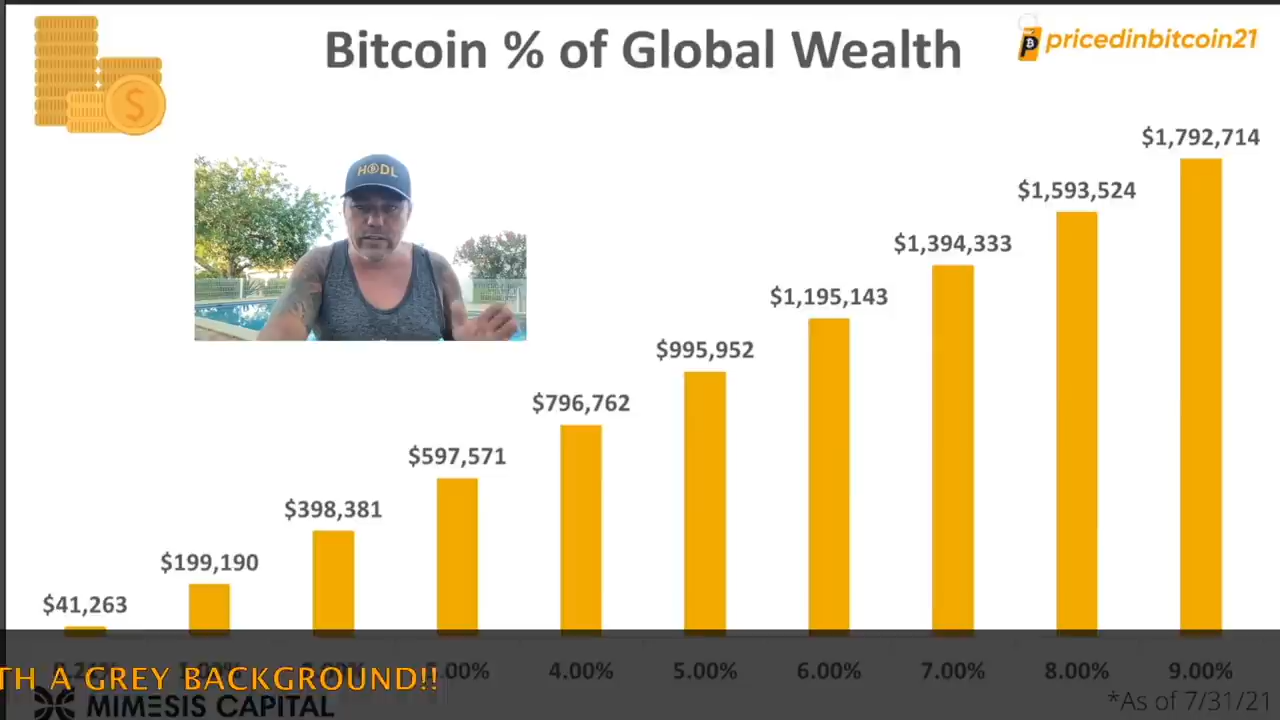 Bitcoin % of Global Wealth
pricedinbitcoin21
HODL
$1,792,714
$1,593,524
$1,394,333
$1,195,143
$995,952
$796,762
$597,571
$398,381
$199,190
$41,263
4.00% 5.00% 6.00% 7.00% 8.00% 9.00%
TH A GREY BACKGROUND!!
MIMESIS CAPITAL
*As of 7/31/21